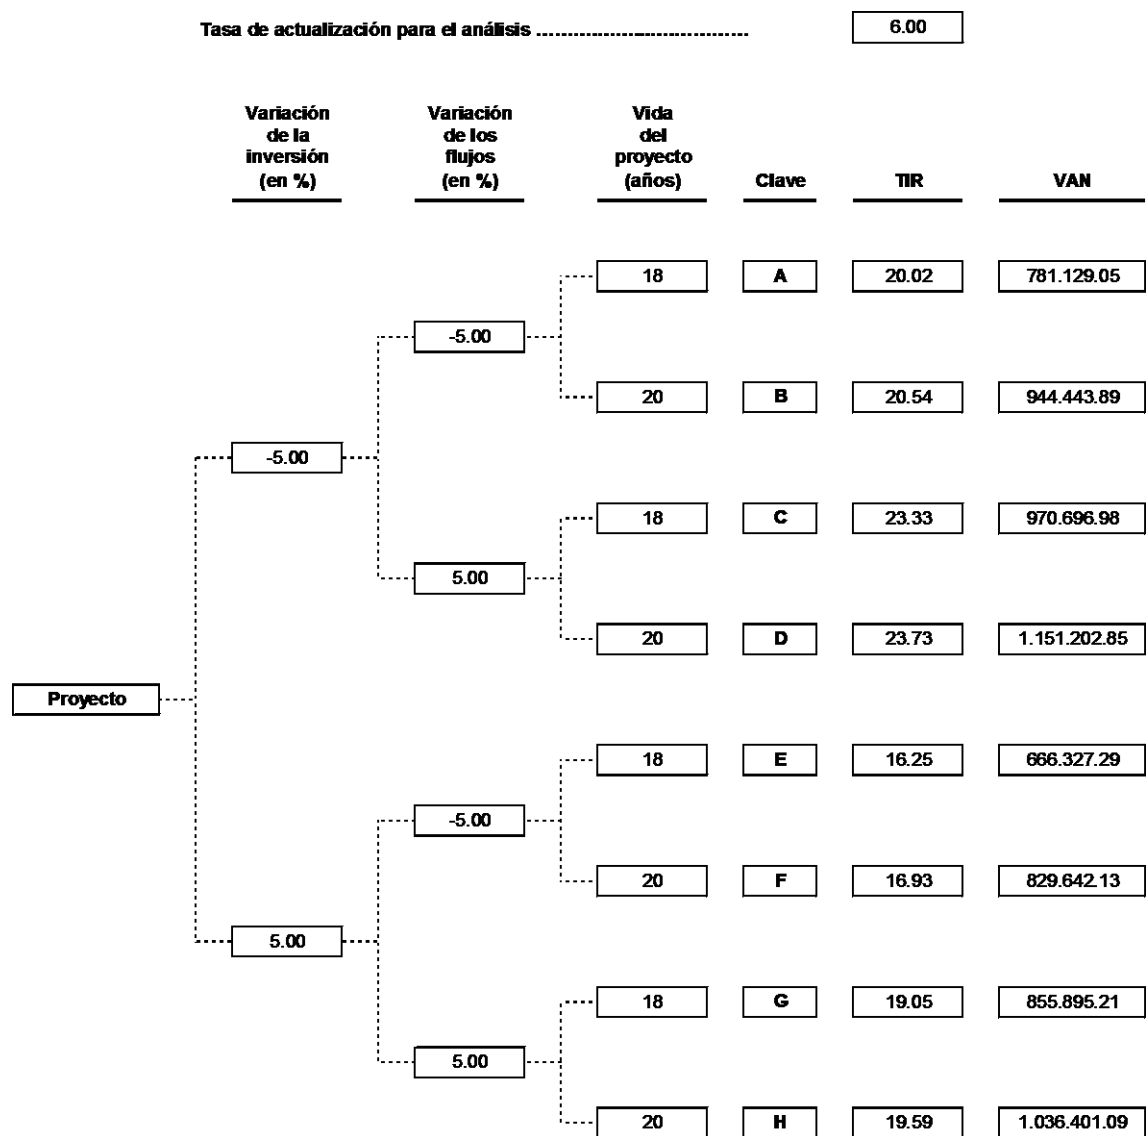 Tasa de actualización para el análisis ................................... 6.00
Variación de la inversión (en %) Variación de los flujos (en %) Vida del proyecto (años) Clave TIR VAN
18 A 20.02 781.129.05
-5.00
20 B 20.54 944.443.89
-5.00
18 C 23.33 970.696.98
5.00
20 D 23.73 1.151.202.85
Proyecto
18 E 16.25 666.327.29
-5.00
20 F 16.93 829.642.13
5.00
18 G 19.05 855.895.21
5.00
20 H 19.59 1.036.401.09